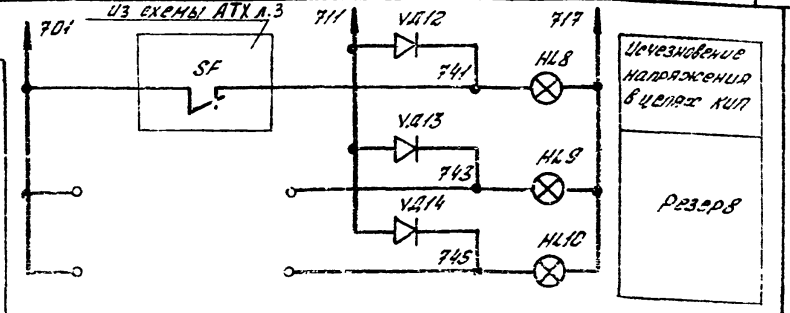 из схемы АТХ л.3
701
711
717
SF
VД12
741
HL8
Исчезновение
напряжения
в цепях КИП
VД13
743
HL9
Резерв
VД14
745
HL10